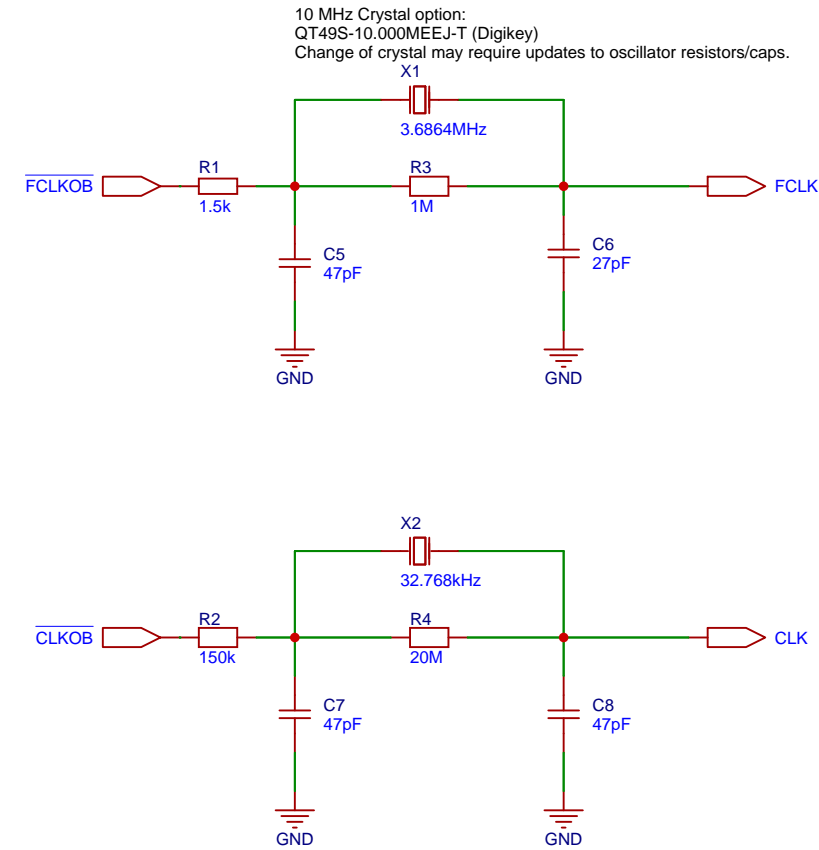 10 MHz Crystal option:
QT49S-10.000MEEJ-T (Digikey)
Change of crystal may require updates to oscillator resistors/caps.
X1
3.6864MHz
FCLKOB
R1
1.5k
R3
1M
FCLK
C5
47pF
C6
27pF
GND
GND
X2
32.768kHz
CLKOB
R2
150k
R4
20M
CLK
C7
47pF
C8
47pF
GND
GND